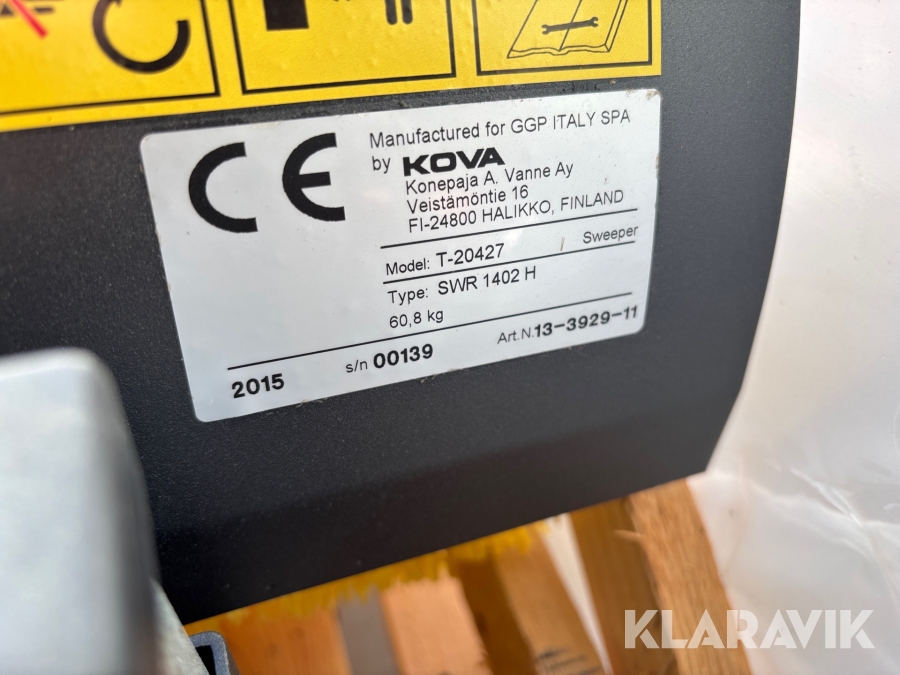 CE
Manufactured for GGP ITALY SPA
by KOVA
Konepaja A. Vanne Ay
Veistämöntie 16
FI-24800 HALIKKO, FINLAND
Model: T-20427 Sweeper
Type: SWR 1402 H
60,8 kg
2015 s/n 00139 Art.N.13-3929-11
KLARAVIK